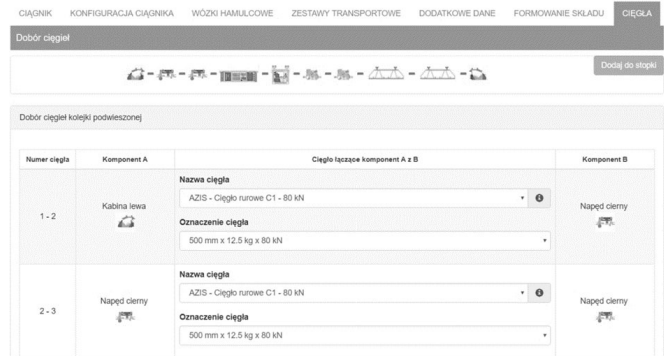 CIĄGNIK KONFIGURACJA CIĄGNIKA WÓZKI HAMULCOWE ZESTAWY TRANSPORTOWE DODATKOWE DANE FORMOWANIE SKŁADU CIĘGŁA
Dobór cięgieł
Dodaj do stopki
Dobór cięgieł kolejki podwieszonej
Numer cięgła Komponent A Cięgło łączące komponent A z B Komponent B
Nazwa cięgła
AZIS - Cięgło rurowe C1 - 80 kN
1 - 2 Kabina lewa Napęd cierny
Oznaczenie cięgła
500 mm x 12.5 kg x 80 kN
Nazwa cięgła
AZIS - Cięgło rurowe C1 - 80 kN
2 - 3 Napęd cierny Napęd cierny
Oznaczenie cięgła
500 mm x 12.5 kg x 80 kN